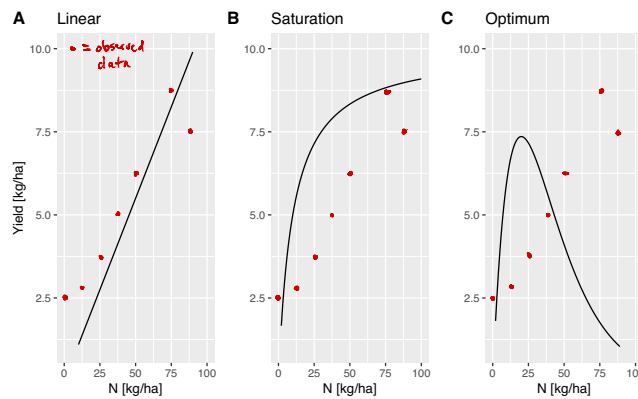 A Linear
B Saturation
C Optimum
= observed
data
Yield [kg/ha]
10.0
7.5
5.0
2.5
0 25 50 75 100
N [kg/ha]
10.0
7.5
5.0
2.5
0 25 50 75 100
N [kg/ha]
10.0
7.5
5.0
2.5
0 25 50 75 100
N [kg/ha]